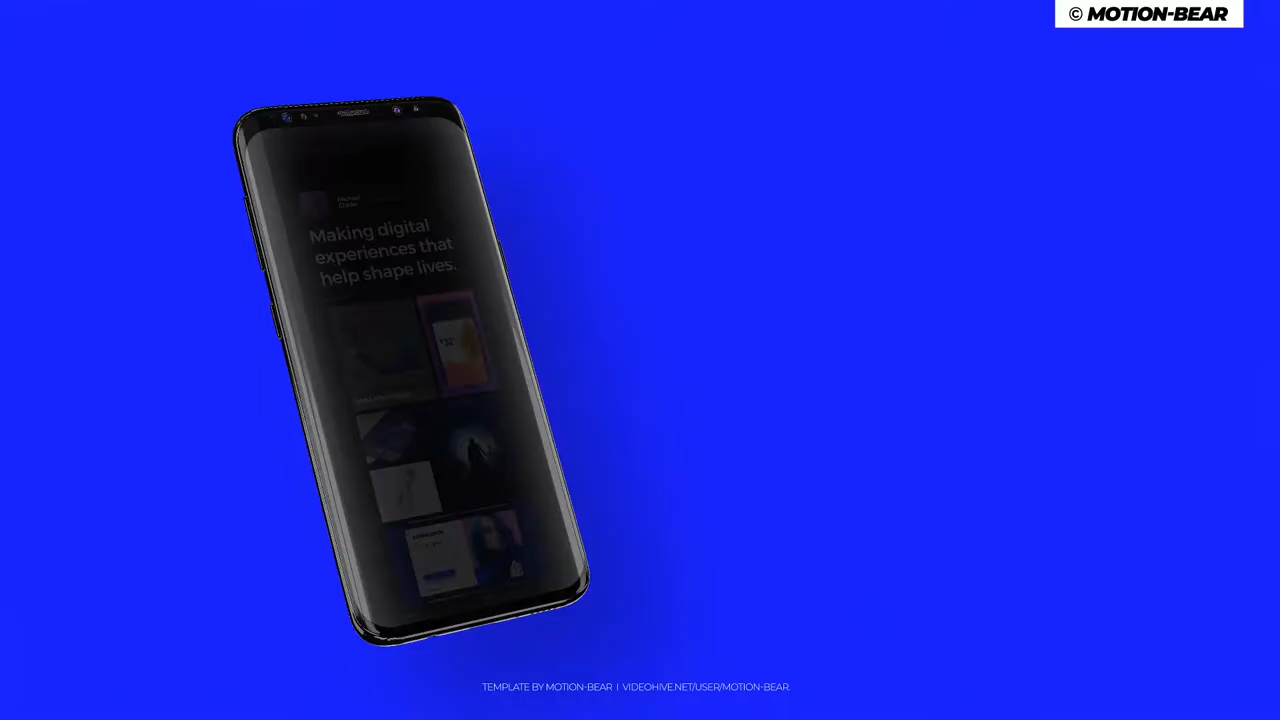 © MOTION-BEAR
Making digital
experiences that
help shape lives.
TEMPLATE BY MOTION-BEAR | VIDEOHIVE.NET/USER/MOTION-BEAR.